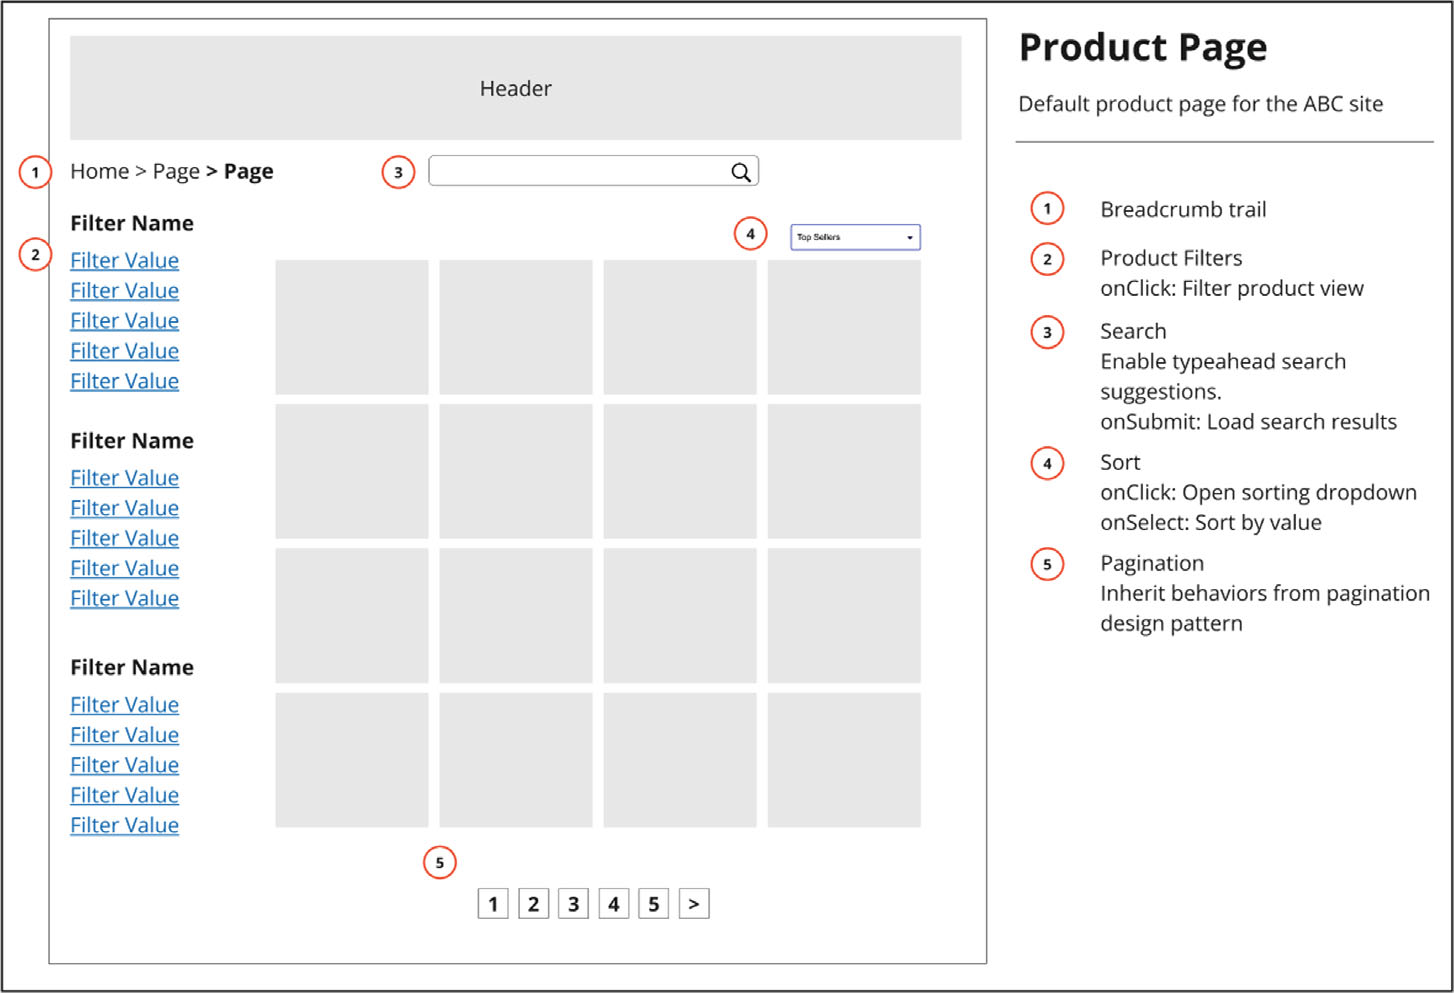 Header
1
Home > Page > Page
3
Filter Name
4
Top Sellers
2
Filter Value
Filter Value
Filter Value
Filter Value
Filter Value
Filter Name
Filter Value
Filter Value
Filter Value
Filter Value
Filter Value
Filter Name
Filter Value
Filter Value
Filter Value
Filter Value
Filter Value
5
1 2 3 4 5 >
Product Page
Default product page for the ABC site
1 Breadcrumb trail
2 Product Filters
onClick: Filter product view
3 Search
Enable typeahead search
suggestions.
onSubmit: Load search results
4 Sort
onClick: Open sorting dropdown
onSelect: Sort by value
5 Pagination
Inherit behaviors from pagination
design pattern